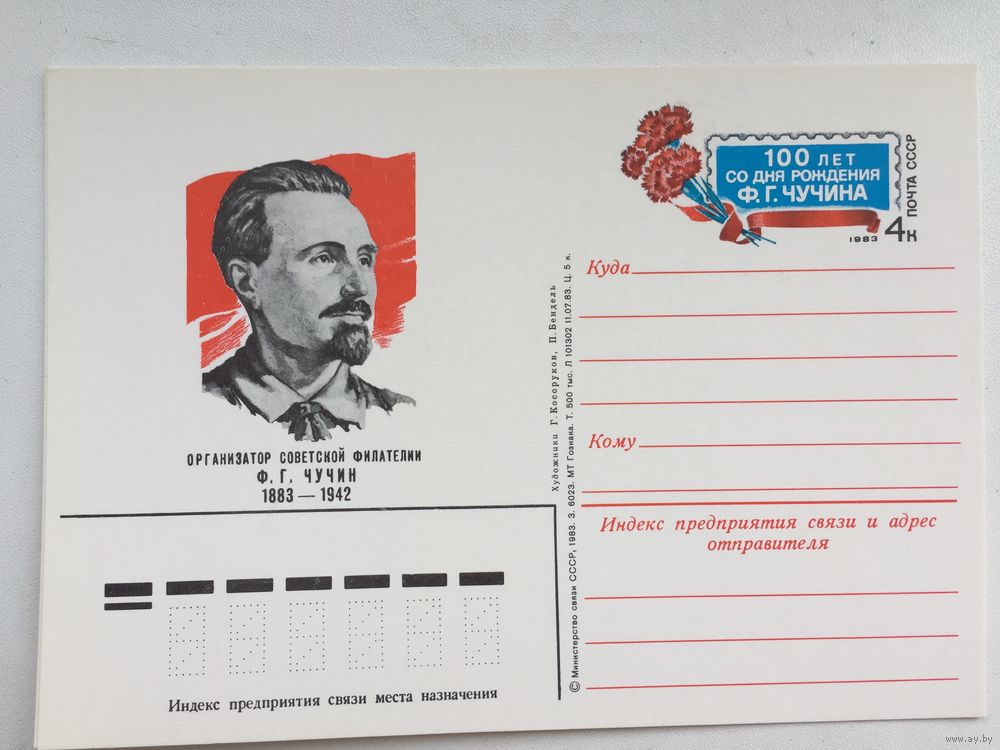 ОРГАНИЗАТОР СОВЕТСКОЙ ФИЛАТЕЛИИ
Ф. Г. ЧУЧИН
1883 — 1942
Индекс предприятия связи места назначения
Художники Г. Косоруков, П. Бендель
© Министерство связи СССР, 1983. З. 6023. МТ Гознака. Т. 500 тыс. Л 101302 11.07.83. Ц. 5 к.
100 ЛЕТ
СО ДНЯ РОЖДЕНИЯ
Ф. Г. ЧУЧИНА
1983
4 К
ПОЧТА СССР
Куда
Кому
Индекс предприятия связи и адрес
отправителя
www.ay.by